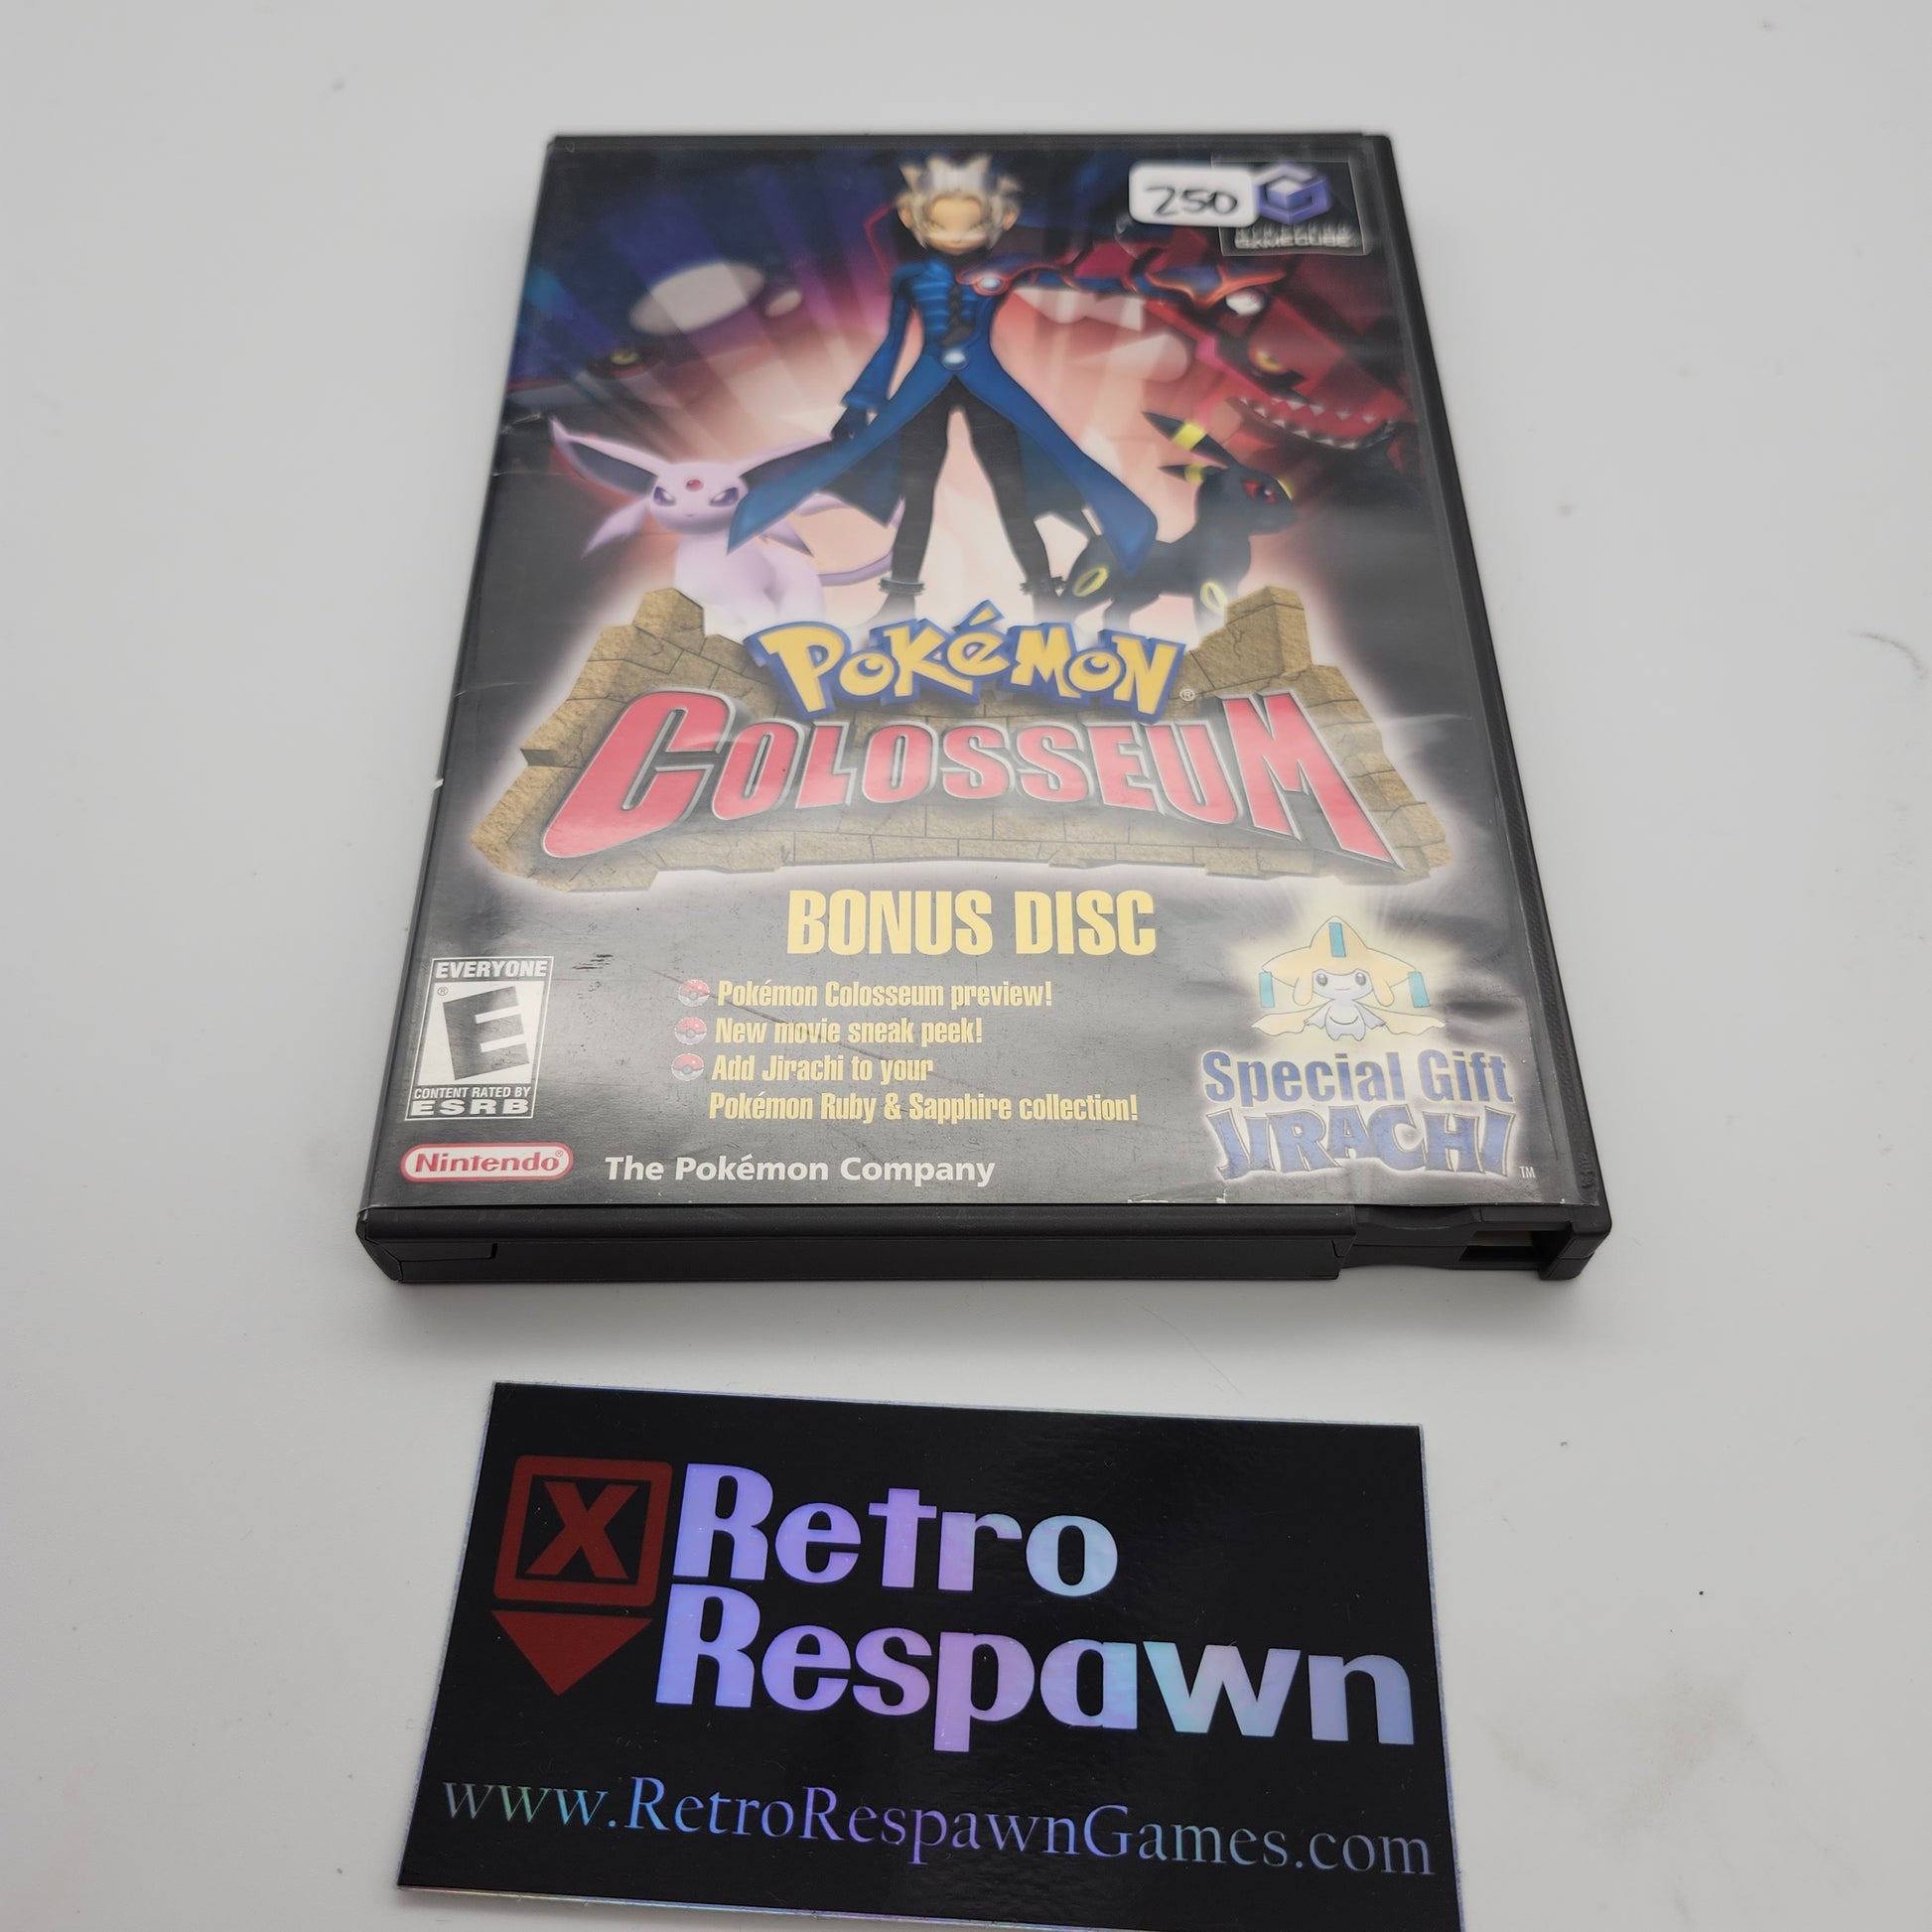 250
GAMECUBE
POKéMON®
COLOSSEUM
BONUS DISC
Pokémon Colosseum preview!
New movie sneak peek!
Add Jirachi to your
Pokémon Ruby & Sapphire collection!
EVERYONE
E®
CONTENT RATED BY
ESRB
Special Gift
JIRACHI™
Nintendo®
The Pokémon Company
X Retro
Respawn
www.RetroRespawnGames.com